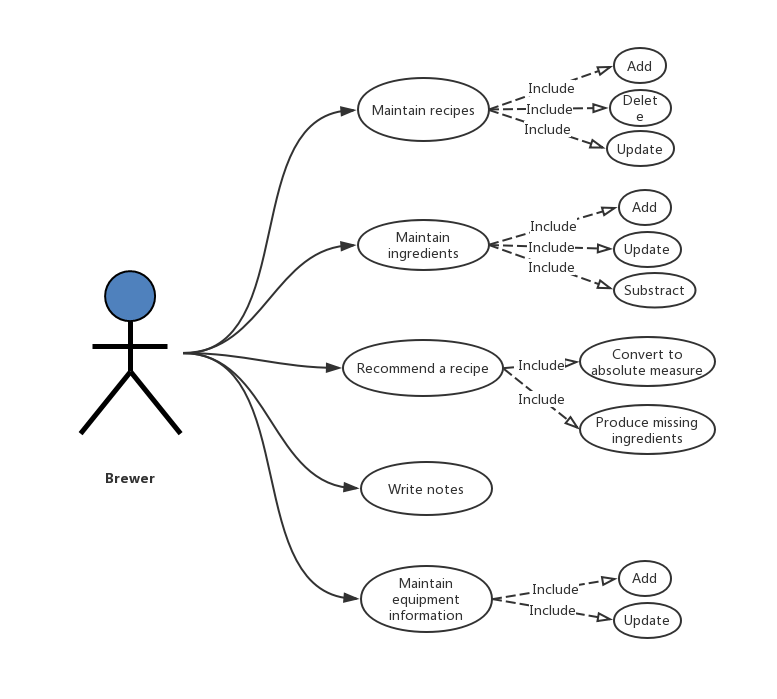 Maintain recipes
Include
Add
Include
Delet
e
Include
Update
Maintain
ingredients
Include
Add
Include
Update
Include
Substract
Recommend a recipe
Include
Convert to
absolute measure
Include
Produce missing
ingredients
Brewer
Write notes
Maintain
equipment
information
Include
Add
Include
Update